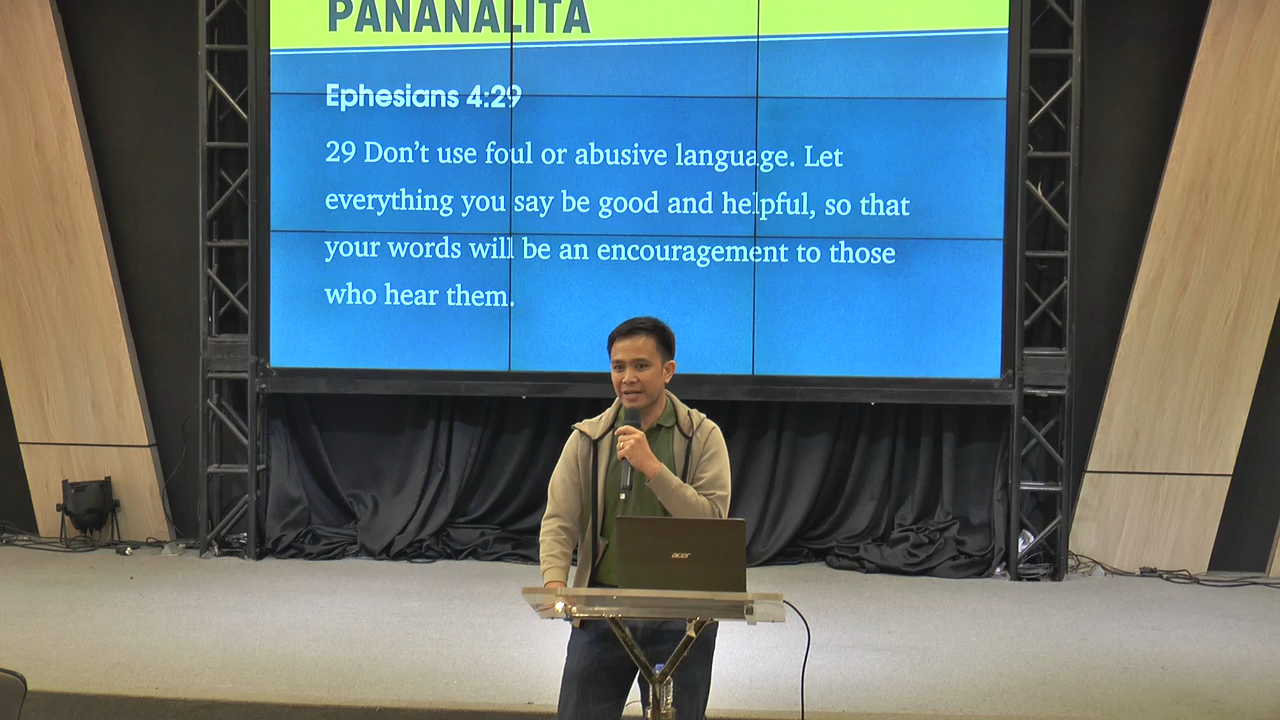 PANANALITA
Ephesians 4:29
29 Don't use foul or abusive language. Let
everything you say be good and helpful, so that
your words will be an encouragement to those
who hear them.
acer